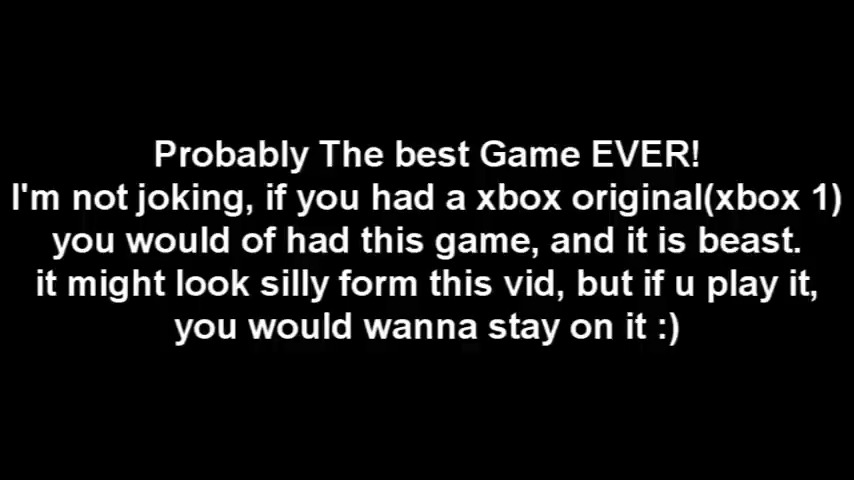 Probably The best Game EVER!
I'm not joking, if you had a xbox original(xbox 1)
you would of had this game, and it is beast.
it might look silly form this vid, but if u play it,
you would wanna stay on it :)